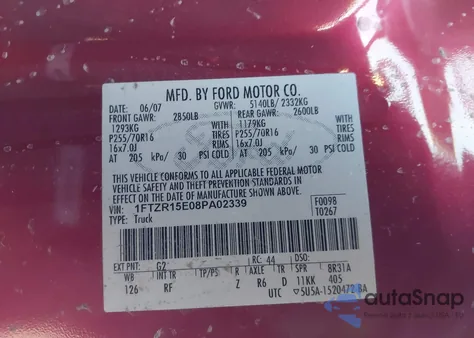 MFD. BY FORD MOTOR CO.
DATE: 06/07 GVWR: 5140LB/ 2332KG
FRONT GAWR: 2850LB REAR GAWR: 2600LB
1293KG WITH 1179KG WITH
P255/70R16 TIRES P255/70R16 TIRES
16x7.0J RIMS 16x7.0J RIMS
AT 205 kPa/ 30 PSI COLD AT 205 kPa/ 30 PSI COLD
THIS VEHICLE CONFORMS TO ALL APPLICABLE FEDERAL MOTOR
VEHICLE SAFETY AND THEFT PREVENTION STANDARDS IN
EFFECT ON THE DATE OF MANUFACTURE SHOWN ABOVE.
VIN: 1FTZR15E08PA02339 F0098
TYPE: Truck T0267
EXT PNT: G2 RC: 44 DSO:
WB INT TR TP/PS R AXLE TR SPR 8R31A
126 RF Z R6 D 11KK 405
UTC ▽5U5A-1520472-BA
autaSnap